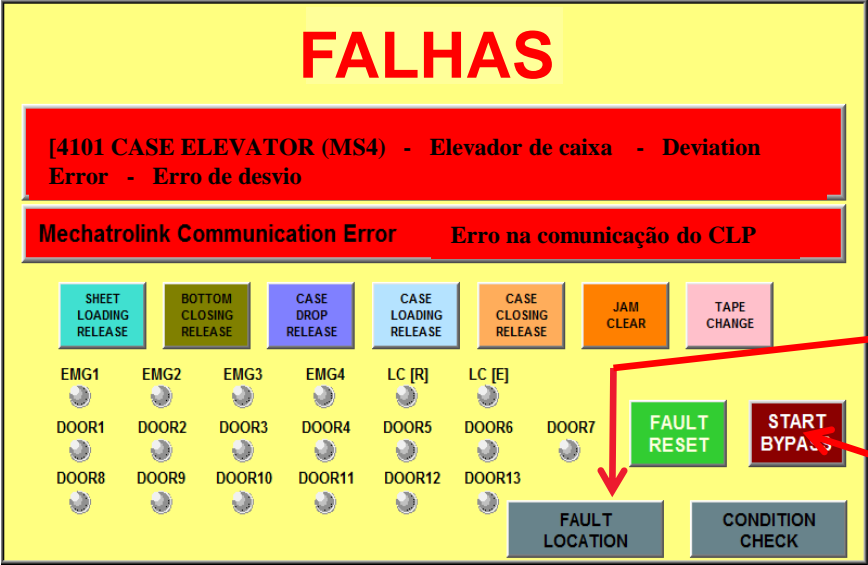 FALHAS
[4101 CASE ELEVATOR (MS4) - Elevador de caixa - Deviation
Error - Erro de desvio
Mechatrolink Communication Error Erro na comunicação do CLP
SHEET LOADING RELEASE
BOTTOM CLOSING RELEASE
CASE DROP RELEASE
CASE LOADING RELEASE
CASE CLOSING RELEASE
JAM CLEAR
TAPE CHANGE
EMG1 EMG2 EMG3 EMG4 LC [R] LC [E]
DOOR1 DOOR2 DOOR3 DOOR4 DOOR5 DOOR6 DOOR7
FAULT RESET
START BYPASS
DOOR8 DOOR9 DOOR10 DOOR11 DOOR12 DOOR13
FAULT LOCATION
CONDITION CHECK